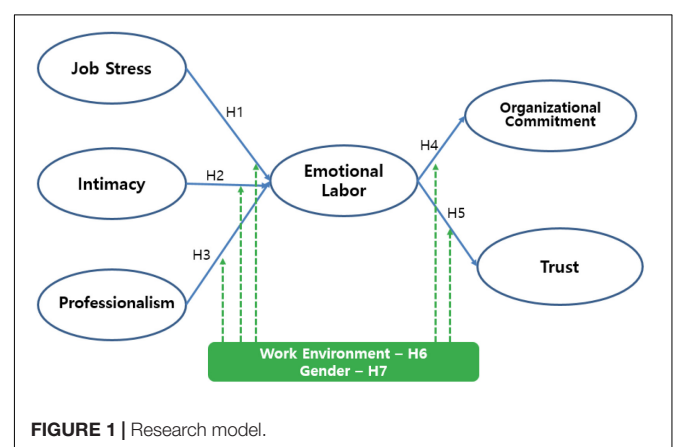 Job Stress
H1
Organizational
Commitment
H4
Intimacy
H2
Emotional
Labor
H5
H3
Professionalism
Trust
Work Environment – H6
Gender – H7
FIGURE 1 | Research model.